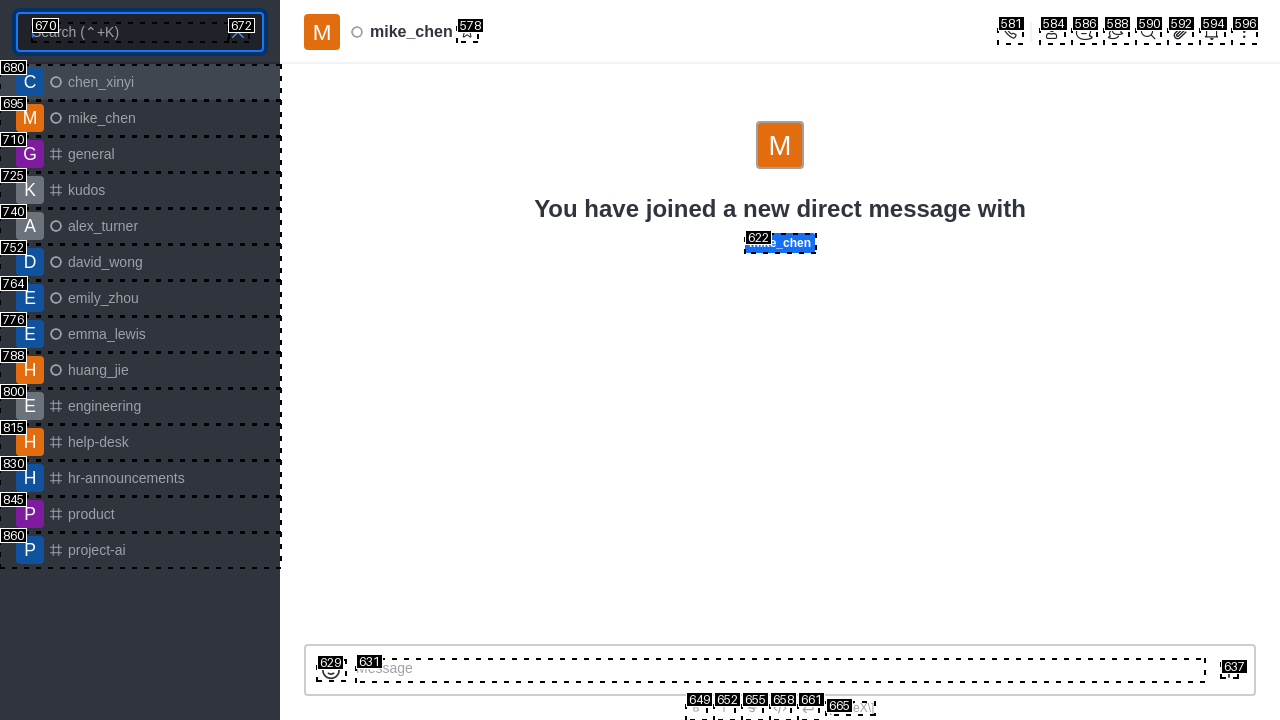 670
Search (⌃+K)
672
M
mike_chen
578
581
584
586
588
590
592
594
596
680
C
chen_xinyi
695
M
mike_chen
710
G
general
725
K
kudos
740
A
alex_turner
752
D
david_wong
764
E
emily_zhou
776
E
emma_lewis
788
H
huang_jie
800
E
engineering
815
H
help-desk
830
H
hr-announcements
845
P
product
860
P
project-ai
M
You have joined a new direct message with
622
mike_chen
629
631
Message
637
649
652
655
658
661
665